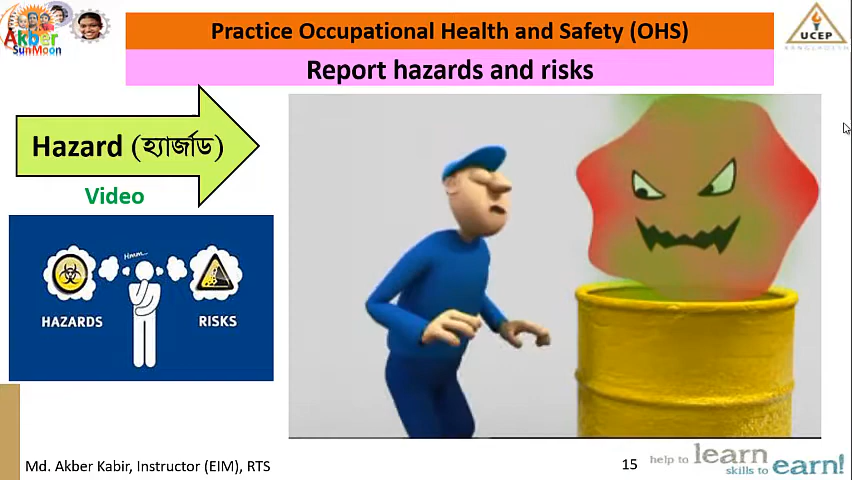 Akber
SunMoon
Practice Occupational Health and Safety (OHS)
UCEP
BANGLADESH
Report hazards and risks
Hazard (হ্যার্জাড)
Video
Hmm...
HAZARDS
RISKS
Md. Akber Kabir, Instructor (EIM), RTS
15
help to learn
skills to earn!